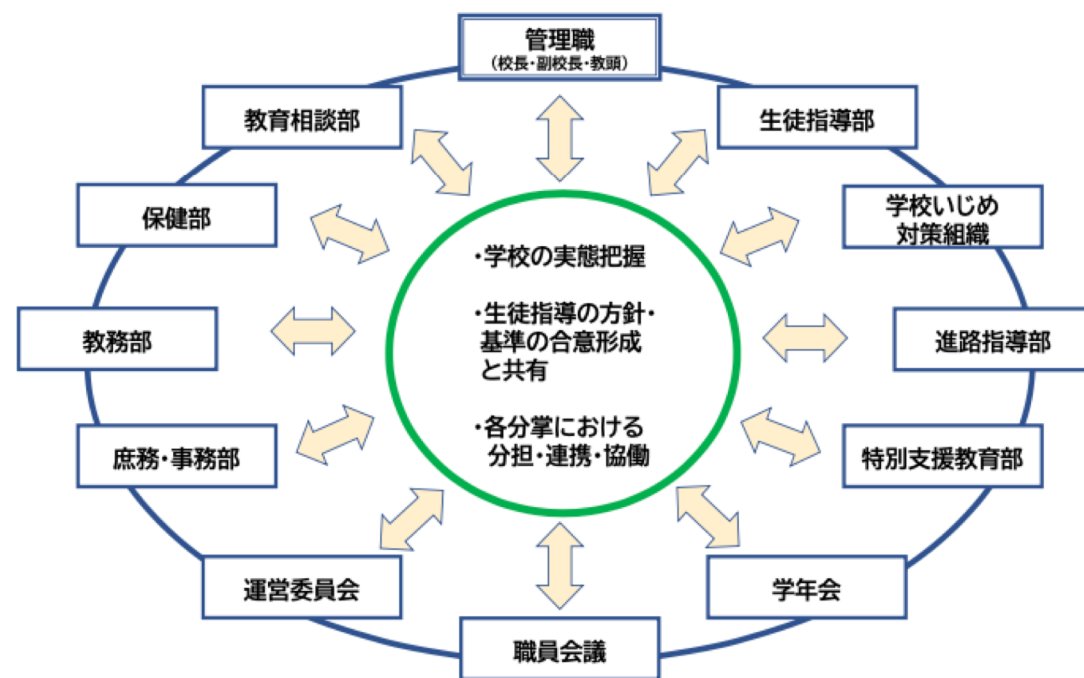 管理職
(校長・副校長・教頭)
教育相談部
生徒指導部
保健部
学校いじめ
対策組織
・学校の実態把握
・生徒指導の方針・
基準の合意形成
と共有
・各分掌における
分担・連携・協働
教務部
進路指導部
庶務・事務部
特別支援教育部
運営委員会
学年会
職員会議